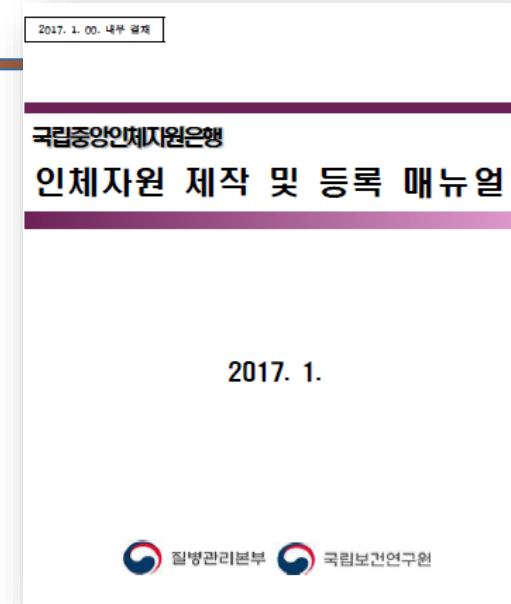 2017. 1. 00. 내부 결재
국립중앙인체자원은행
인체자원 제작 및 등록 매뉴얼
2017. 1.
질병관리본부 국립보건연구원